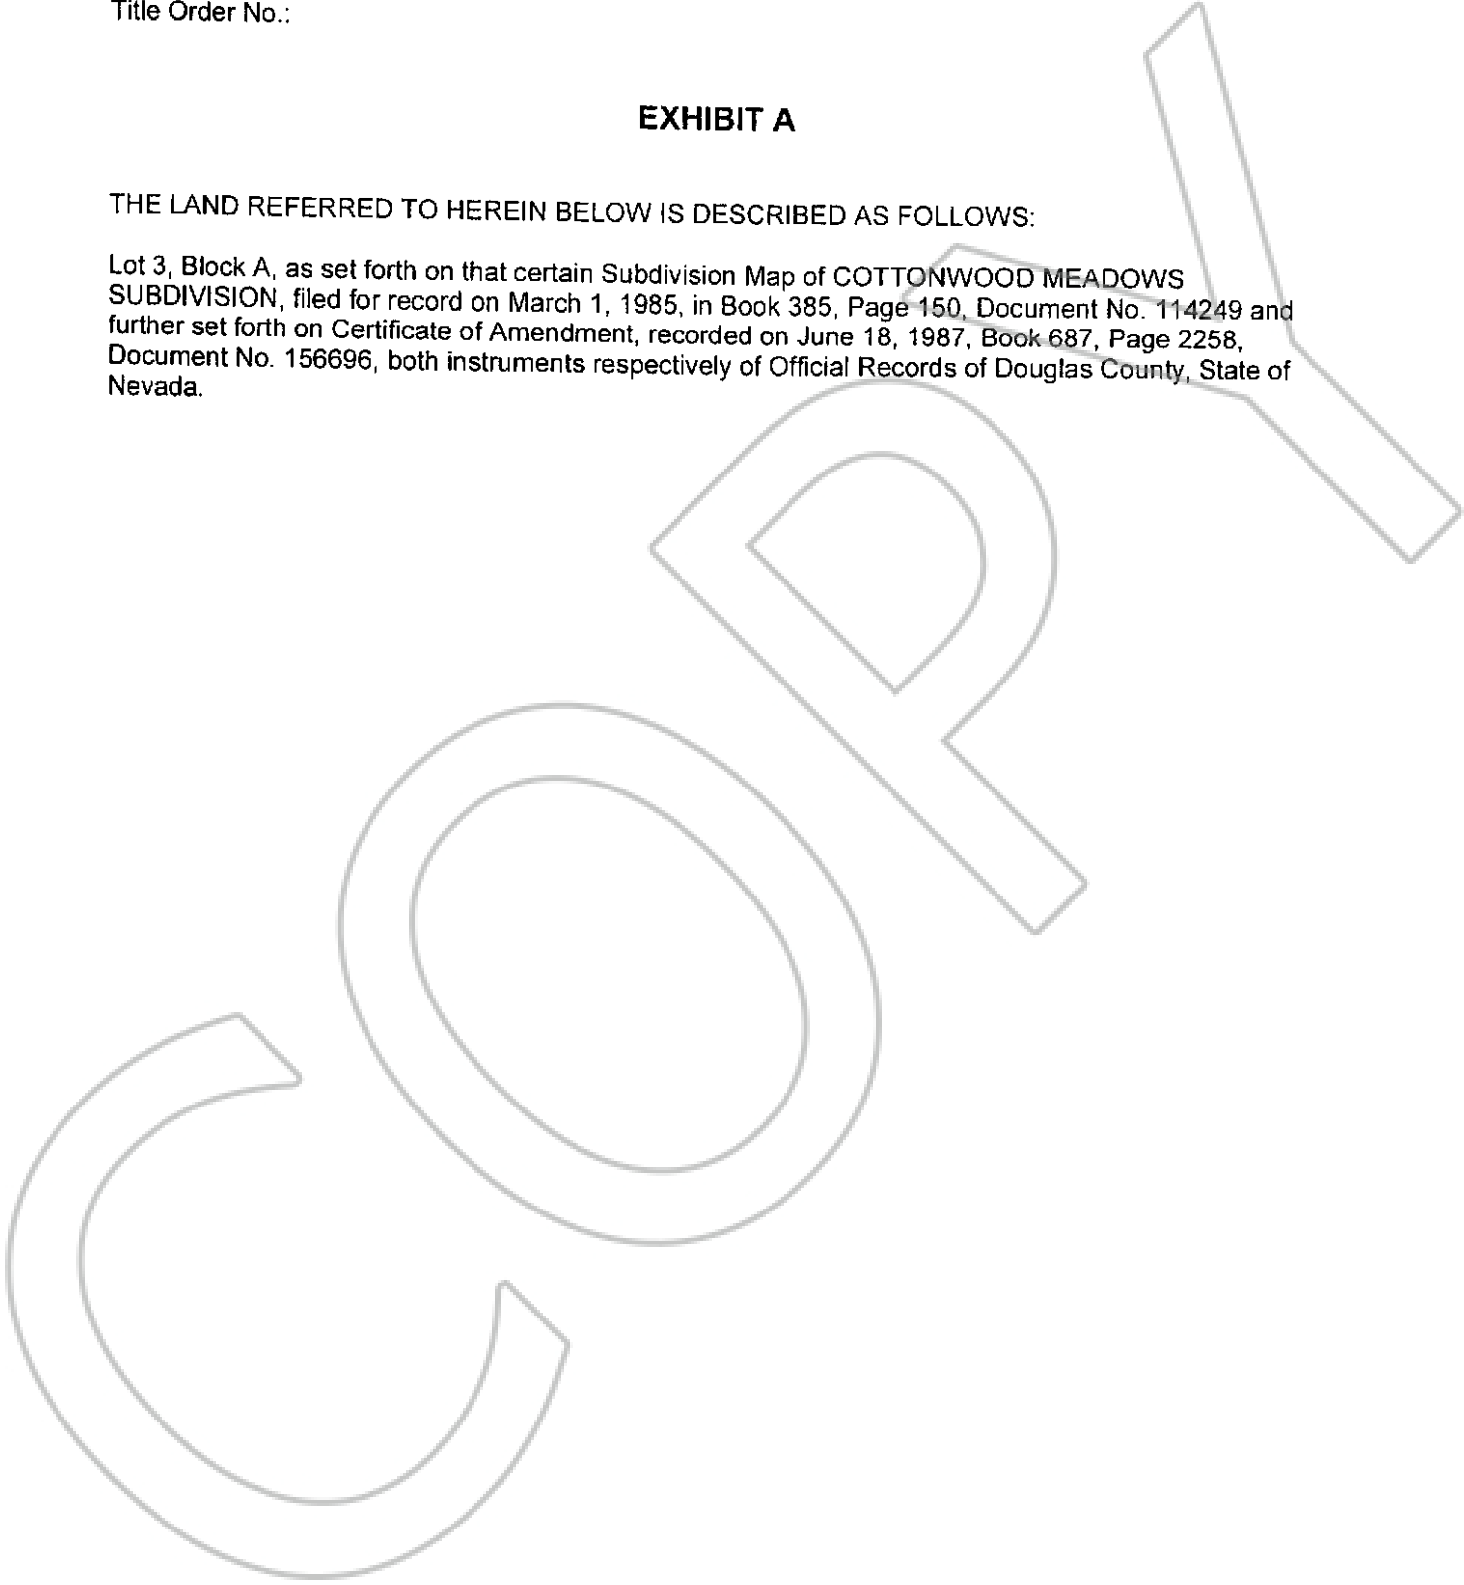 Title Order No.:
EXHIBIT A
THE LAND REFERRED TO HEREIN BELOW IS DESCRIBED AS FOLLOWS:
Lot 3, Block A, as set forth on that certain Subdivision Map of COTTONWOOD MEADOWS
SUBDIVISION, filed for record on March 1, 1985, in Book 385, Page 150, Document No. 114249 and
further set forth on Certificate of Amendment, recorded on June 18, 1987, Book 687, Page 2258,
Document No. 156696, both instruments respectively of Official Records of Douglas County, State of
Nevada.
COPY